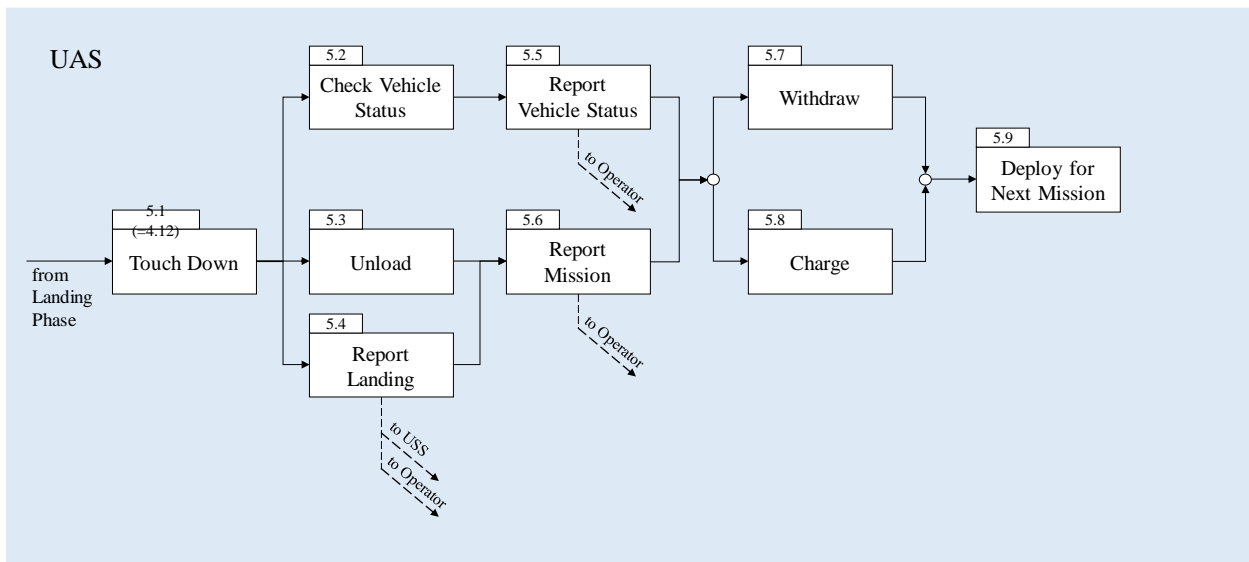 UAS
5.1
(=4.12)
Touch Down
from
Landing
Phase
5.2
Check Vehicle
Status
5.3
Unload
5.4
Report
Landing
to USS
to Operator
5.5
Report
Vehicle Status
to Operator
5.6
Report
Mission
to Operator
5.7
Withdraw
5.8
Charge
5.9
Deploy for
Next Mission